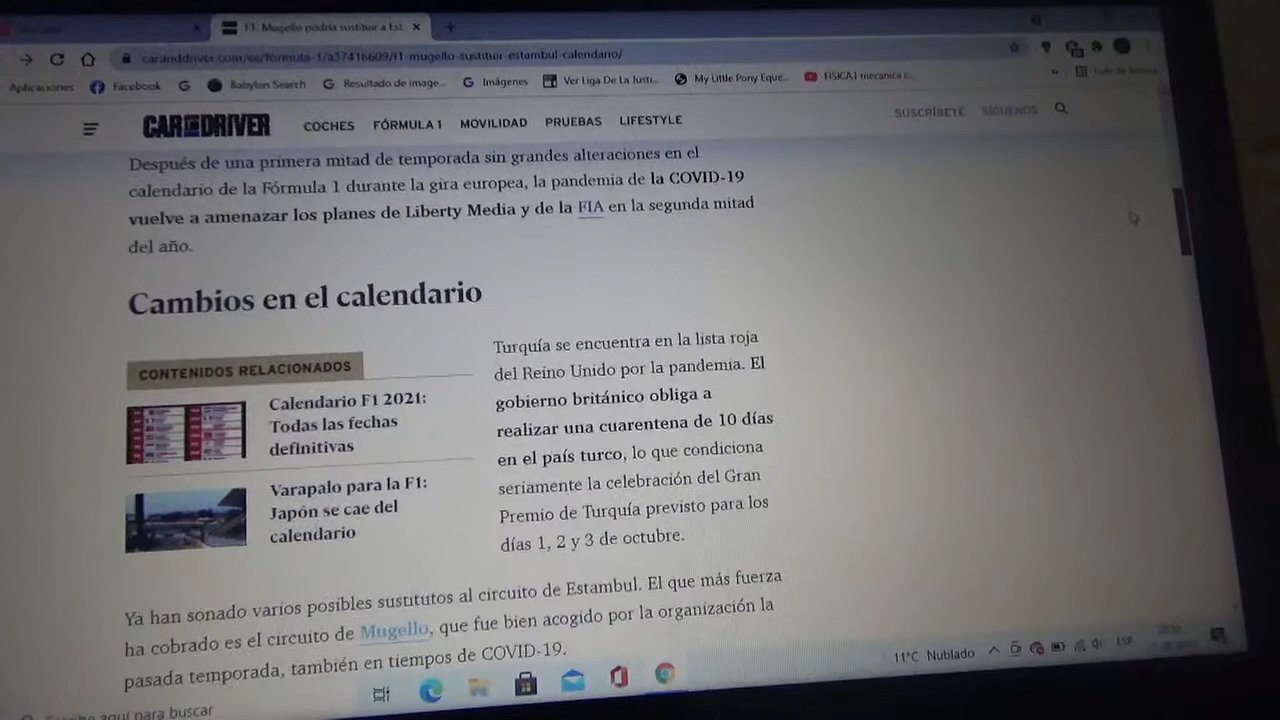 F1: Mugello podría sustituir a Est
caranddriver.com/es/formula-1/a37416609/f1-mugello-sustituir-estambul-calendario/
Aplicaciones Facebook Babylon Search Resultado de image... Imágenes Ver Liga De La Justi... My Little Pony Eque... FISICA1 mecanica c... »
CAR AND DRIVER COCHES FÓRMULA 1 MOVILIDAD PRUEBAS LIFESTYLE SUSCRÍBETE SÍGUENOS
Después de una primera mitad de temporada sin grandes alteraciones en el
calendario de la Fórmula 1 durante la gira europea, la pandemia de la COVID-19
vuelve a amenazar los planes de Liberty Media y de la FIA en la segunda mitad
del año.
Cambios en el calendario
CONTENIDOS RELACIONADOS
Calendario F1 2021:
Todas las fechas
definitivas
Varapalo para la F1:
Japón se cae del
calendario
Turquía se encuentra en la lista roja
del Reino Unido por la pandemia. El
gobierno británico obliga a
realizar una cuarentena de 10 días
en el país turco, lo que condiciona
seriamente la celebración del Gran
Premio de Turquía previsto para los
días 1, 2 y 3 de octubre.
Ya han sonado varios posibles sustitutos al circuito de Estambul. El que más fuerza
ha cobrado es el circuito de Mugello, que fue bien acogido por la organización la
pasada temporada, también en tiempos de COVID-19.
11°C Nublado ESP
aquí para buscar